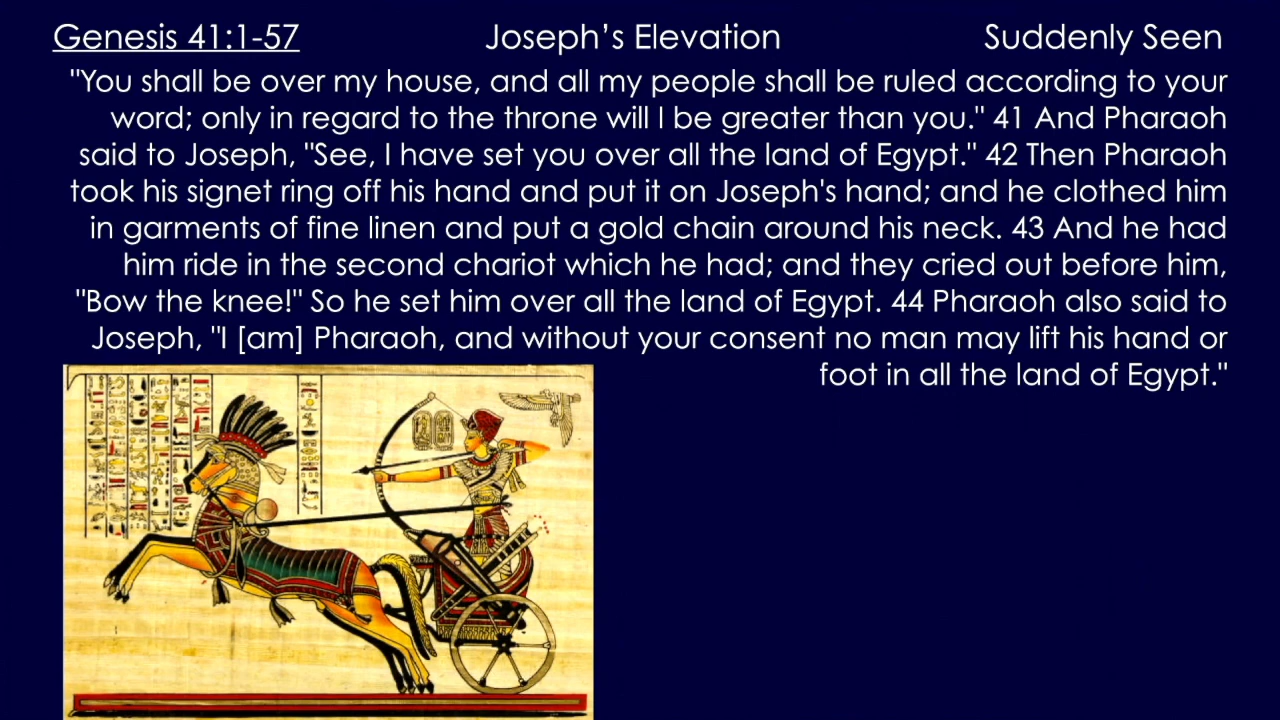 Genesis 41:1-57 Joseph’s Elevation Suddenly Seen
"You shall be over my house, and all my people shall be ruled according to your
word; only in regard to the throne will I be greater than you." 41 And Pharaoh
said to Joseph, "See, I have set you over all the land of Egypt." 42 Then Pharaoh
took his signet ring off his hand and put it on Joseph's hand; and he clothed him
in garments of fine linen and put a gold chain around his neck. 43 And he had
him ride in the second chariot which he had; and they cried out before him,
"Bow the knee!" So he set him over all the land of Egypt. 44 Pharaoh also said to
Joseph, "I [am] Pharaoh, and without your consent no man may lift his hand or
foot in all the land of Egypt."